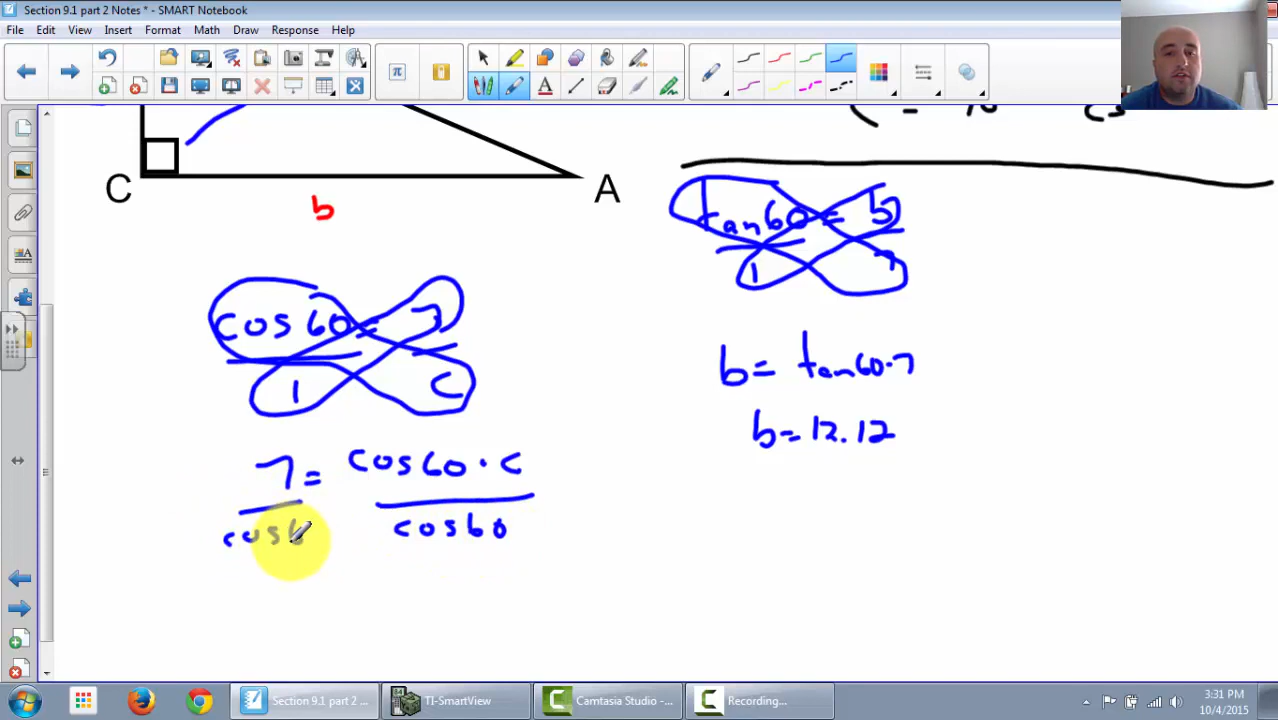 Section 9.1 part 2 Notes * - SMART Notebook
File Edit View Insert Format Math Draw Response Help
C
A
b
tan60 = b
1 7
cos 60 = 7
1 c
b = tan60·7
b = 12.12
7 = cos60 · c
cos6 cos60
Section 9.1 part 2 ...
TI-SmartView
Camtasia Studio -...
Recording...
3:31 PM
10/4/2015